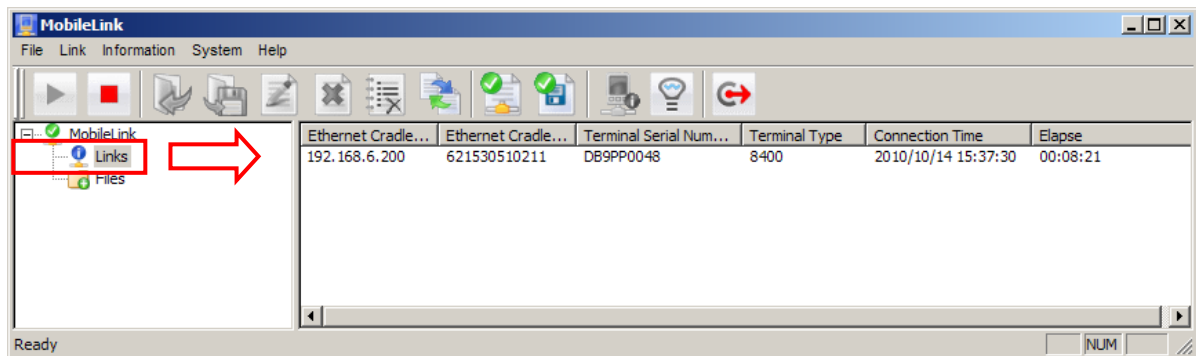 MobileLink
File Link Information System Help
MobileLink
Links
Files
Ethernet Cradle... Ethernet Cradle... Terminal Serial Num... Terminal Type Connection Time Elapse
192.168.6.200 621530510211 DB9PP0048 8400 2010/10/14 15:37:30 00:08:21
Ready NUM